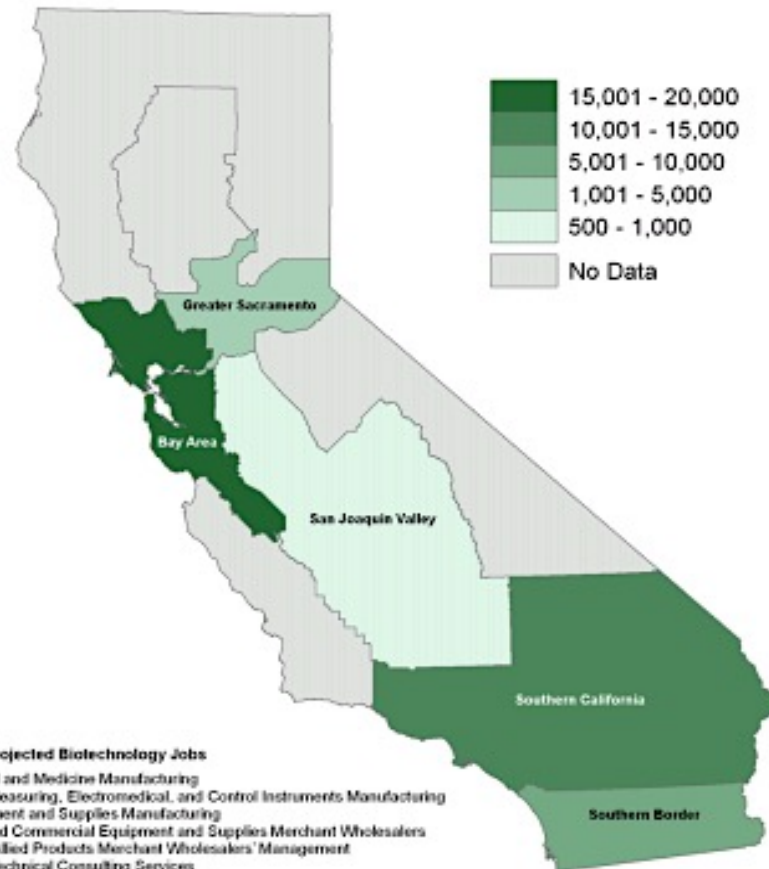 15,001 - 20,000
10,001 - 15,000
5,001 - 10,000
1,001 - 5,000
500 - 1,000
No Data
Greater Sacramento
Bay Area
San Joaquin Valley
Southern California
Southern Border
Biotechnology Jobs
and Medicine Manufacturing
Electromedical, and Control Instruments Manufacturing
and Supplies Manufacturing
Commercial Equipment and Supplies Merchant Wholesalers
Products Merchant Wholesalers' Management
Consulting Services